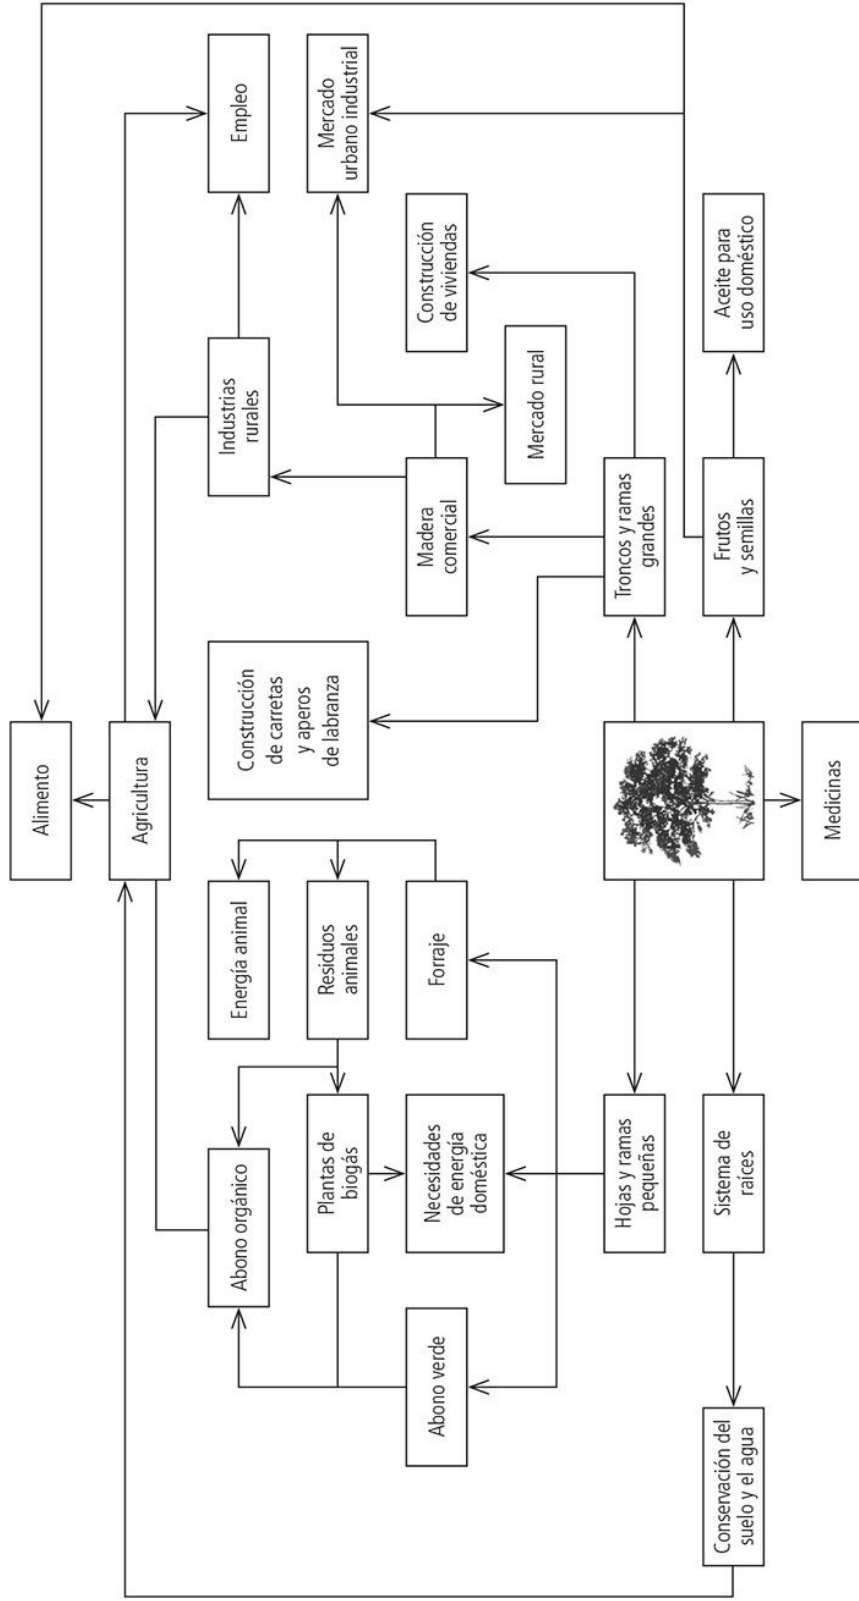 Alimento
Agricultura
Energía animal
Residuos
animales
Forraje
Abono orgánico
Plantas de
biogás
Necesidades
de energía
doméstica
Abono verde
Hojas y ramas
pequeñas
Sistema de
raíces
Conservación del
suelo y el agua
Medicinas
Construcción
de carretas
y aperos
de labranza
Industrias
rurales
Empleo
Mercado
urbano industrial
Madera
comercial
Construcción
de viviendas
Mercado rural
Troncos y ramas
grandes
Frutos
y semillas
Aceite para
uso doméstico